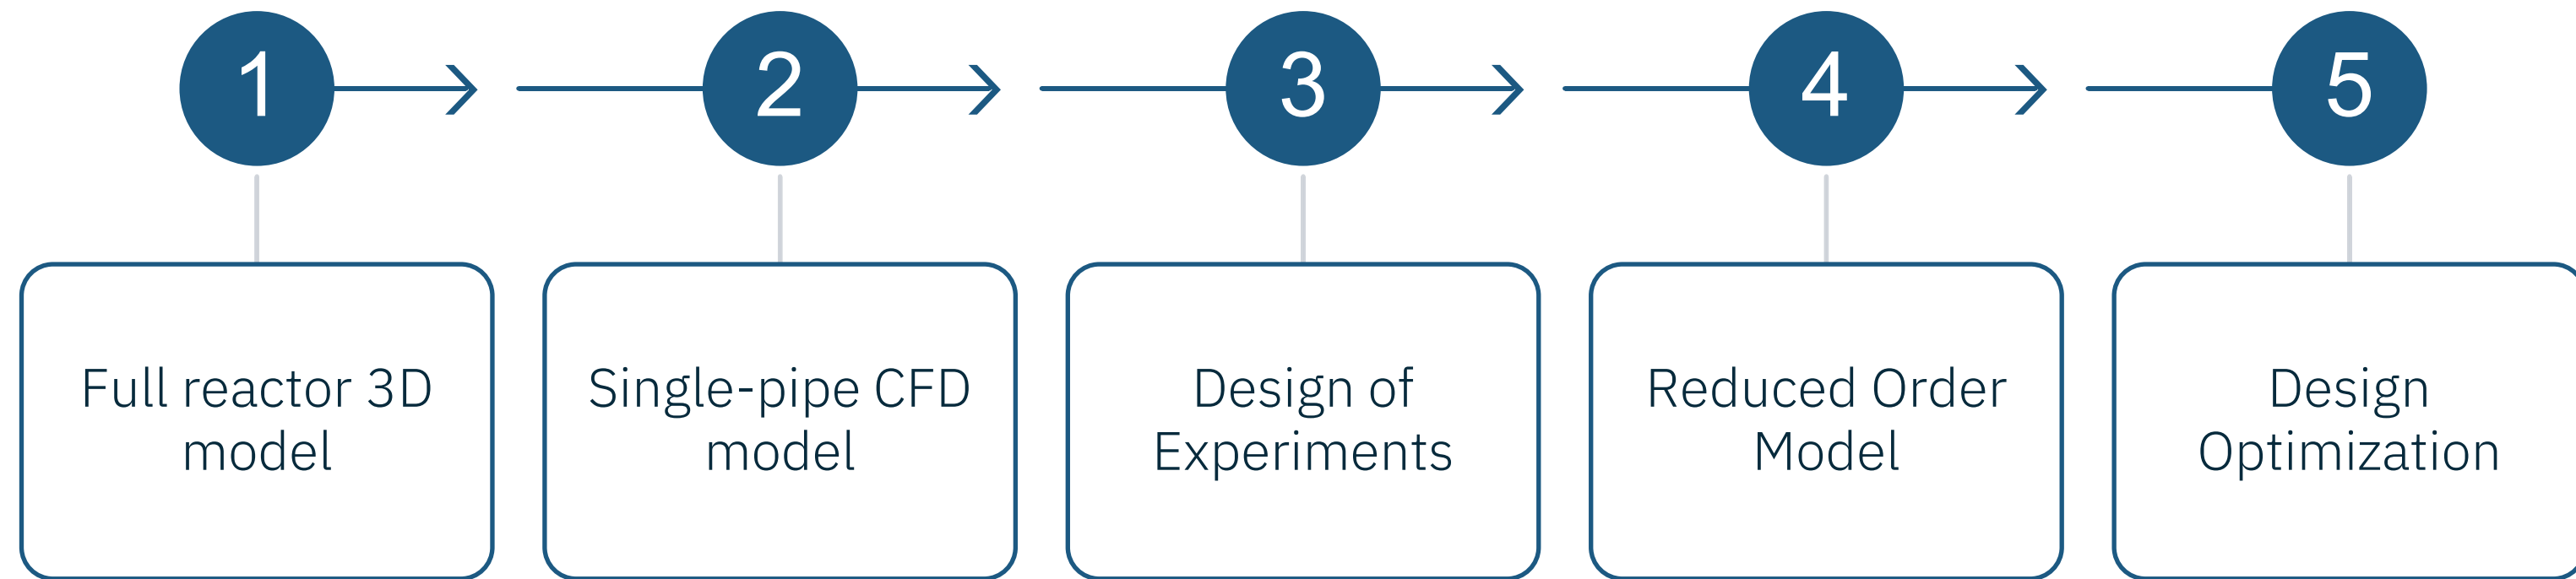 1
2
3
4
5
Full reactor 3D
model
Single-pipe CFD
model
Design of
Experiments
Reduced Order
Model
Design
Optimization